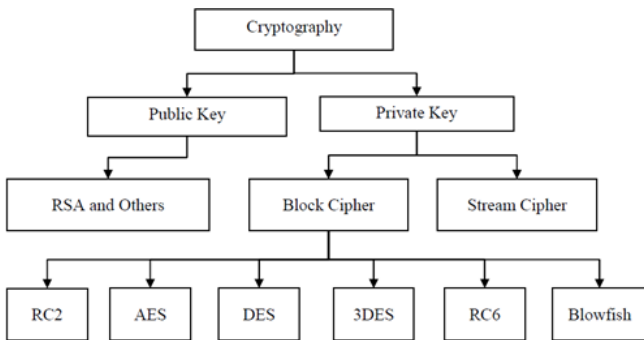 Cryptography
Public Key
Private Key
RSA and Others
Block Cipher
Stream Cipher
RC2
AES
DES
3DES
RC6
Blowfish